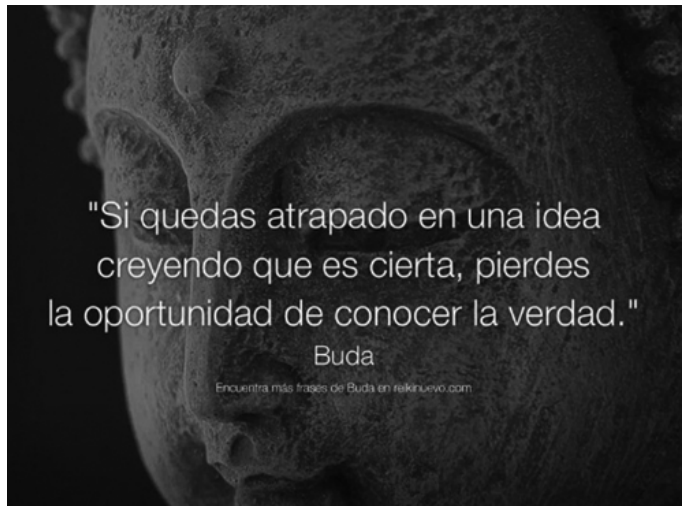 "Si quedas atrapado en una idea
creyendo que es cierta, pierdes
la oportunidad de conocer la verdad."
Buda
Encuentra más frases de Buda en reikinuevo.com